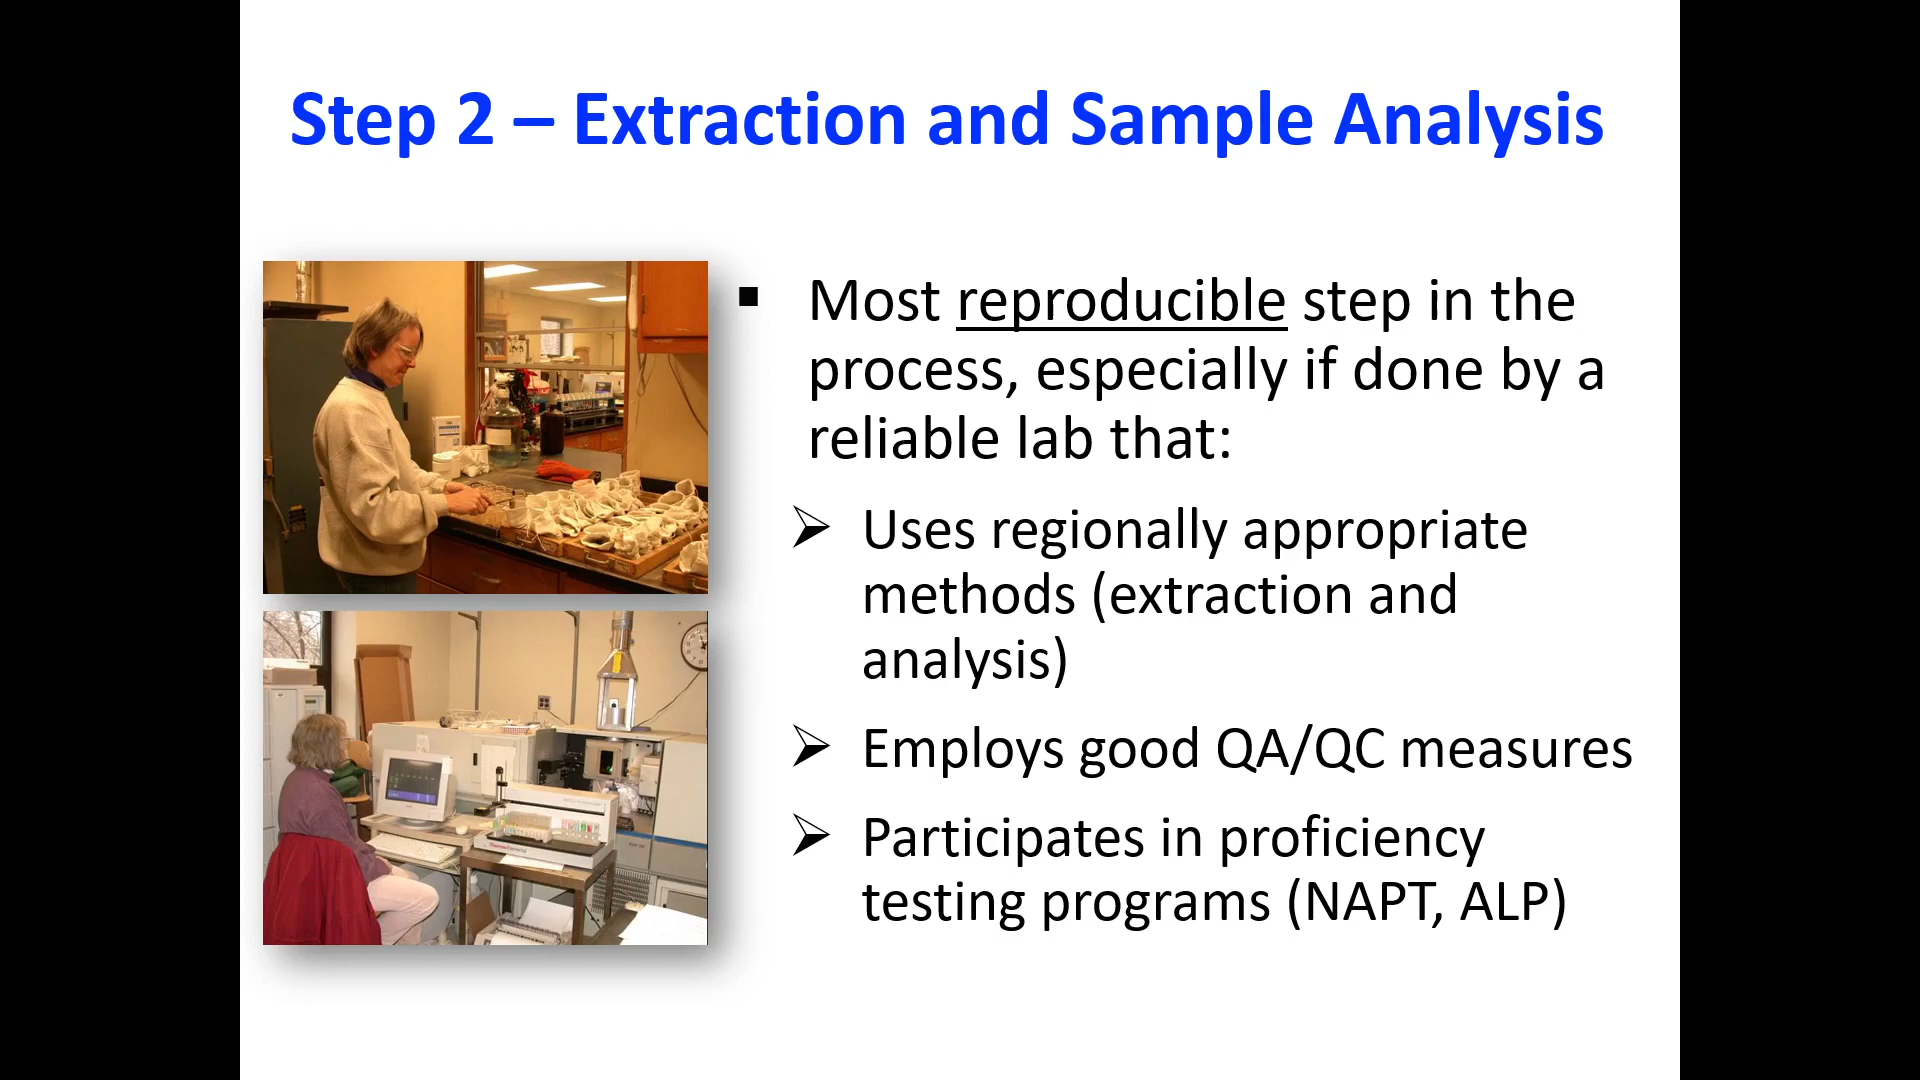 Step 2 – Extraction and Sample Analysis
▪ Most reproducible step in the
process, especially if done by a
reliable lab that:
➢ Uses regionally appropriate
methods (extraction and
analysis)
➢ Employs good QA/QC measures
➢ Participates in proficiency
testing programs (NAPT, ALP)